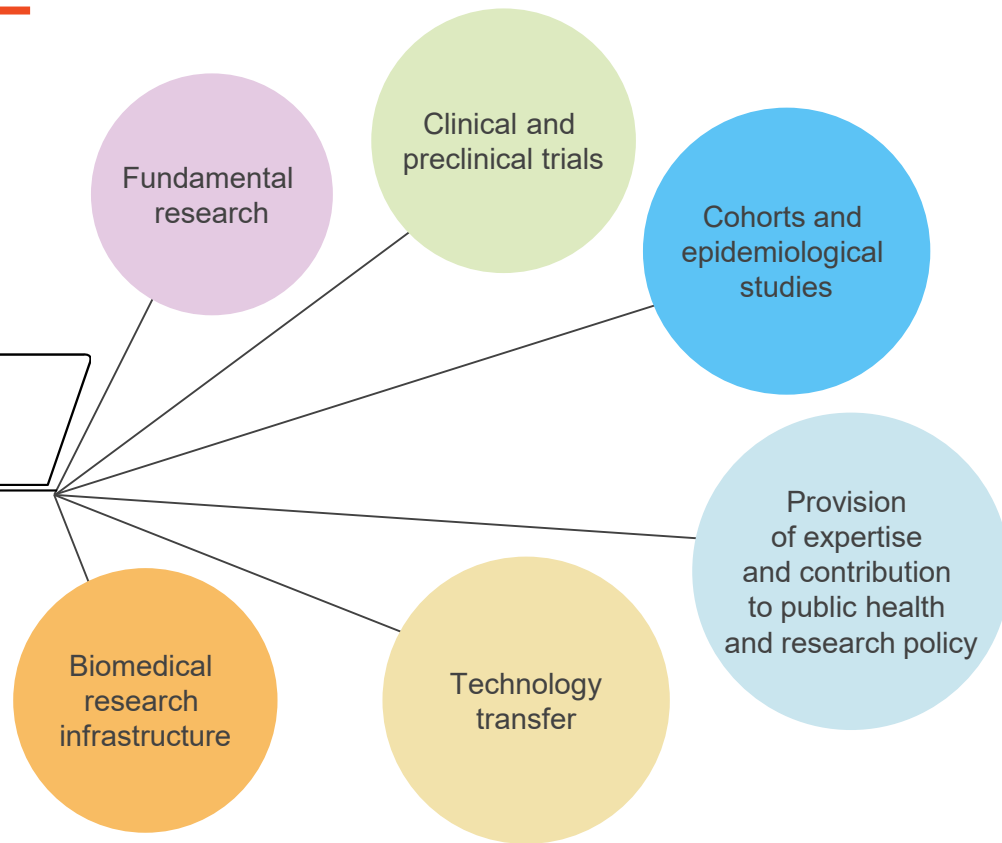 Fundamental
research
Clinical and
preclinical trials
Cohorts and
epidemiological
studies
Provision
of expertise
and contribution
to public health
and research policy
Technology
transfer
Biomedical
research
infrastructure